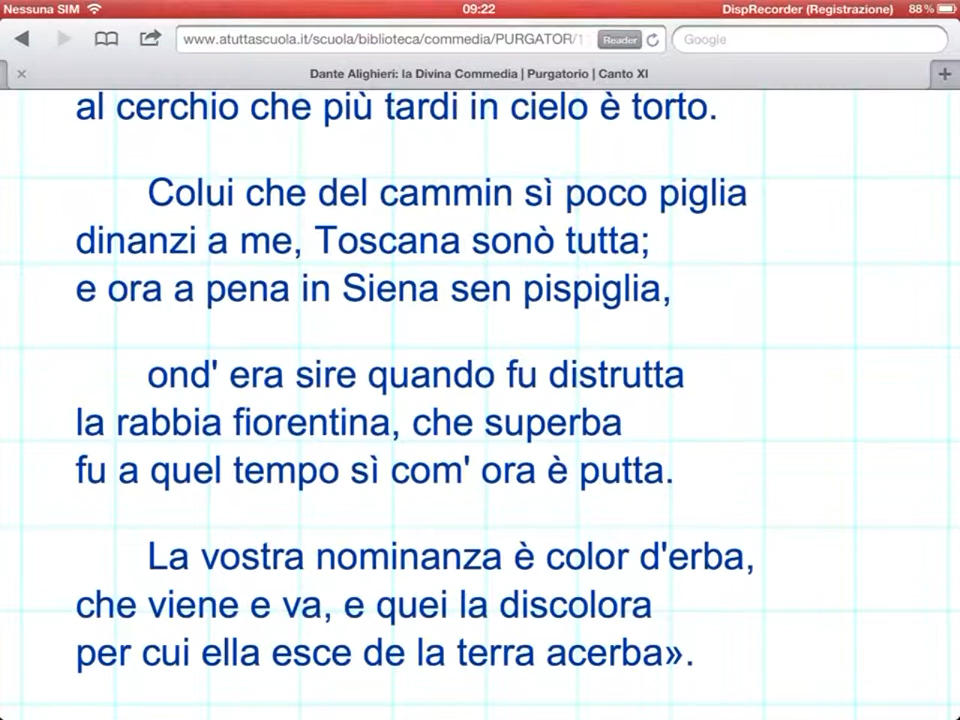 Nessuna SIM 09:22 DispRecorder (Registrazione) 88%
www.atuttascuola.it/scuola/biblioteca/commedia/PURGATOR/1 Reader Google
Dante Alighieri: la Divina Commedia | Purgatorio | Canto XI
al cerchio che più tardi in cielo è torto.
Colui che del cammin sì poco piglia
dinanzi a me, Toscana sonò tutta;
e ora a pena in Siena sen pispiglia,
ond' era sire quando fu distrutta
la rabbia fiorentina, che superba
fu a quel tempo sì com' ora è putta.
La vostra nominanza è color d'erba,
che viene e va, e quei la discolora
per cui ella esce de la terra acerba».